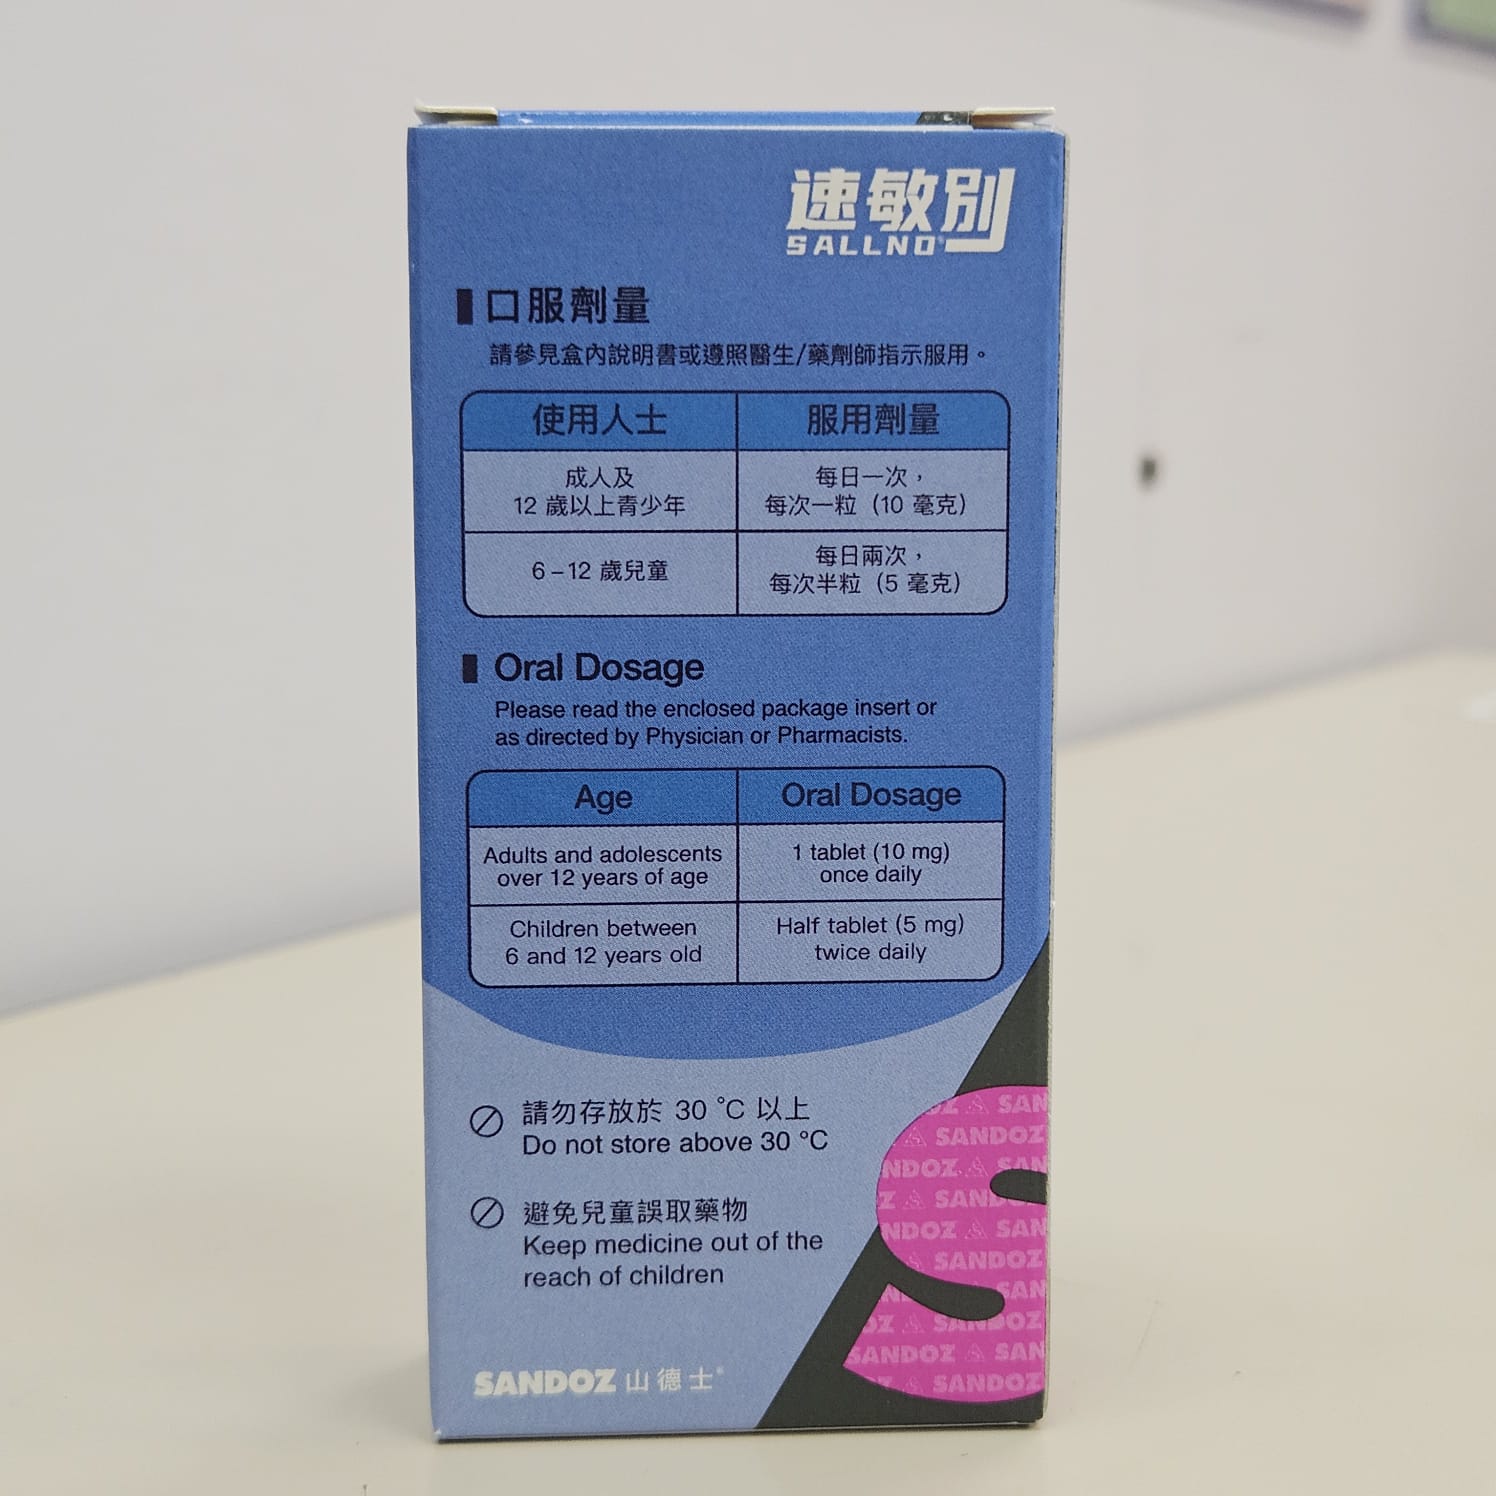 速敏別
SALLNO®
口服劑量
請參見盒內說明書或遵照醫生/藥劑師指示服用。
使用人士
服用劑量
成人及
12 歲以上青少年
每日一次，
每次一粒（10 毫克）
6–12 歲兒童
每日兩次，
每次半粒（5 毫克）
Oral Dosage
Please read the enclosed package insert or
as directed by Physician or Pharmacists.
Age
Oral Dosage
Adults and adolescents
over 12 years of age
1 tablet (10 mg)
once daily
Children between
6 and 12 years old
Half tablet (5 mg)
twice daily
請勿存放於 30 °C 以上
Do not store above 30 °C
避免兒童誤取藥物
Keep medicine out of the
reach of children
SANDOZ 山德士®
SANDOZ
SANDOZ
SANDOZ
SANDOZ
SANDOZ